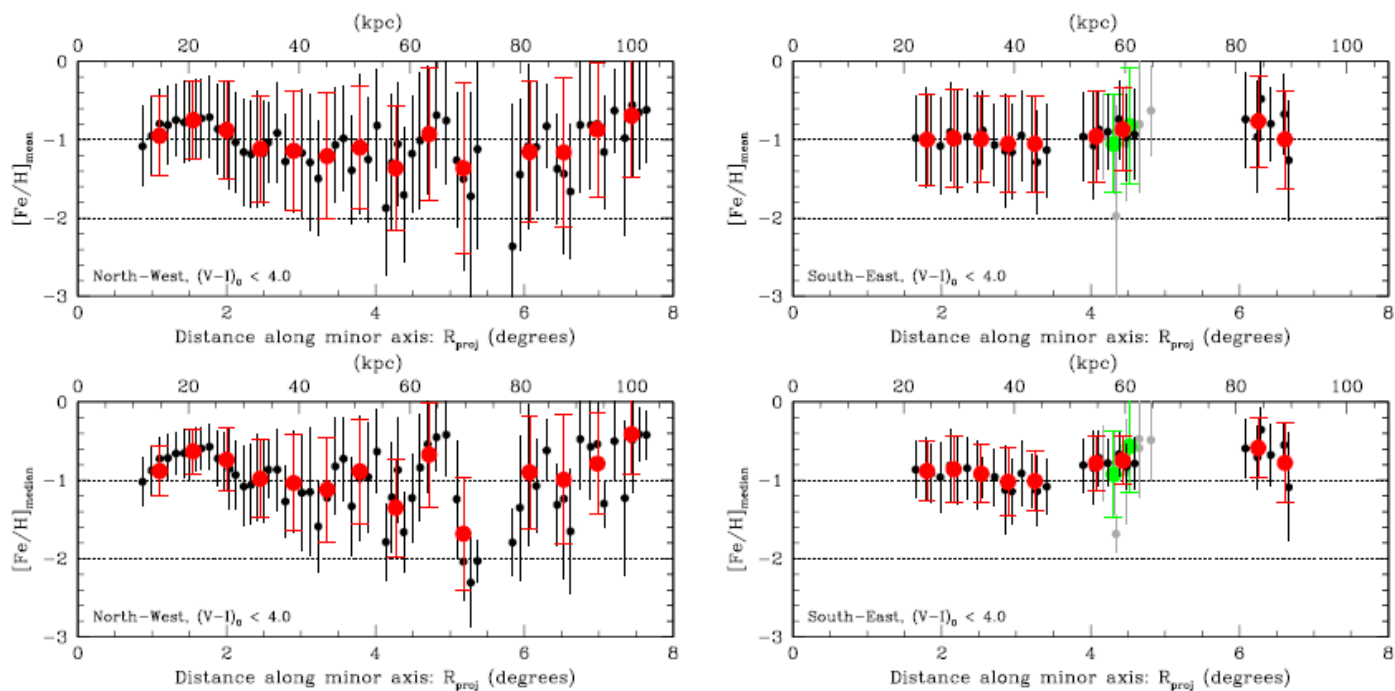 (kpc) (kpc)
0 20 40 60 80 100 0 20 40 60 80 100
0 0
-1 -1
[Fe/H]mean [Fe/H]mean
-2 -2
North-West, (V-I)0 < 4.0 South-East, (V-I)0 < 4.0
-3 -3
0 2 4 6 8 0 2 4 6 8
Distance along minor axis: Rproj (degrees) Distance along minor axis: Rproj (degrees)
(kpc) (kpc)
0 20 40 60 80 100 0 20 40 60 80 100
0 0
-1 -1
[Fe/H]median [Fe/H]median
-2 -2
North-West, (V-I)0 < 4.0 South-East, (V-I)0 < 4.0
-3 -3
0 2 4 6 8 0 2 4 6 8
Distance along minor axis: Rproj (degrees) Distance along minor axis: Rproj (degrees)